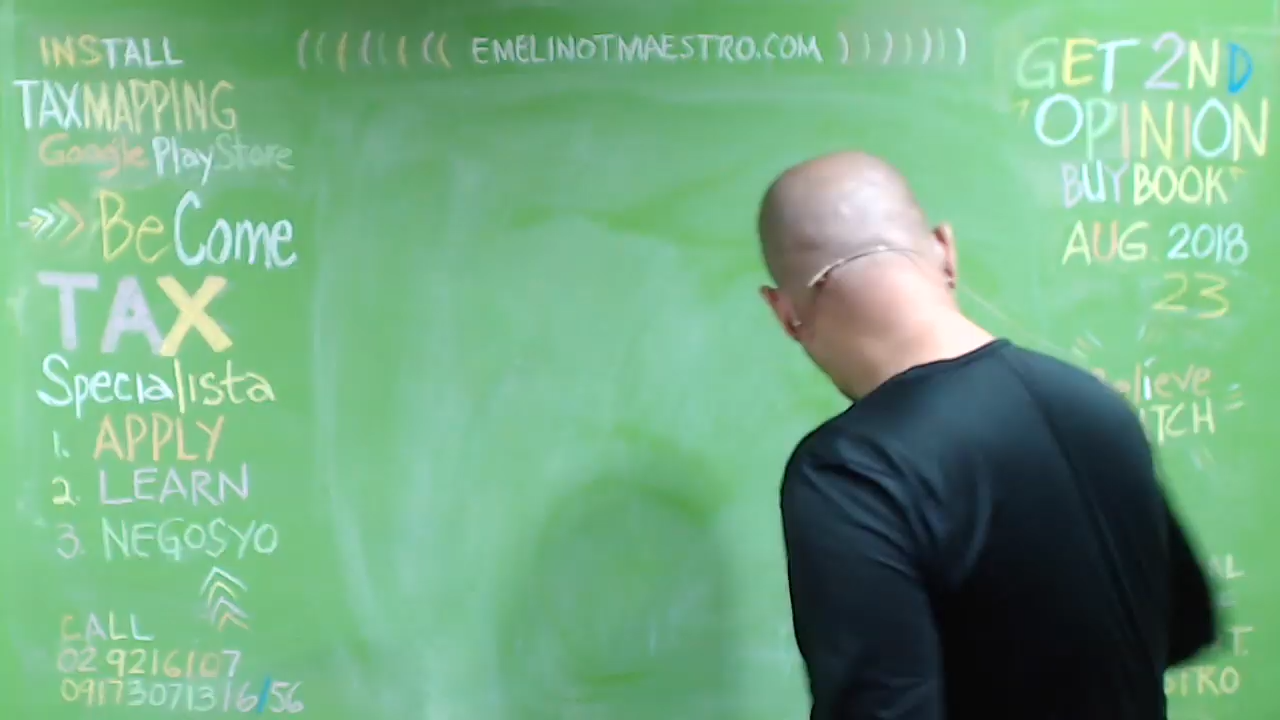 INSTALL
TAXMAPPING
Google PlayStore
>>> BeCome
TAX
Specialista
1. APPLY
2. LEARN
3. NEGOSYO
CALL
02 9216107
09173071316/56
((((((( EMELINOTMAESTRO.COM )))))))
GET 2ND
OPINION
BUY BOOK
AUG 2018
23